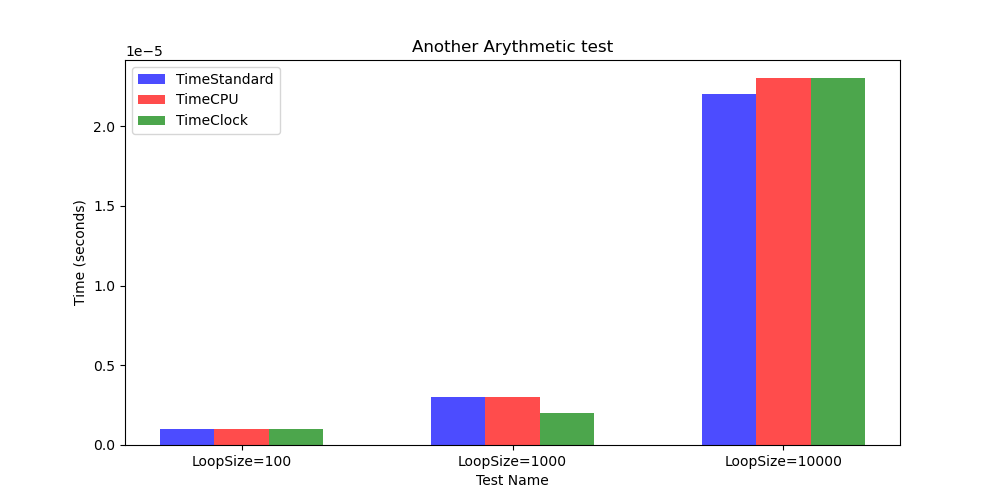 Another Arythmetic test
1e−5
TimeStandard
TimeCPU
TimeClock
2.0
1.5
1.0
0.5
0.0
Time (seconds)
LoopSize=100 LoopSize=1000 LoopSize=10000
Test Name